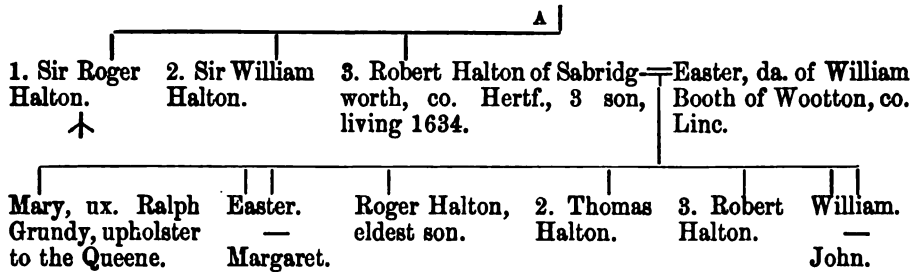 A
1. Sir Roger Halton.
2. Sir William Halton.
3. Robert Halton of Sabridg-
worth, co. Hertf., 3 son,
living 1634.
Easter, da. of William
Booth of Wootton, co.
Linc.
Mary, ux. Ralph
Grundy, upholster
to the Queene.
Easter.
—
Margaret.
Roger Halton,
eldest son.
2. Thomas
Halton.
3. Robert
Halton.
William.
—
John.